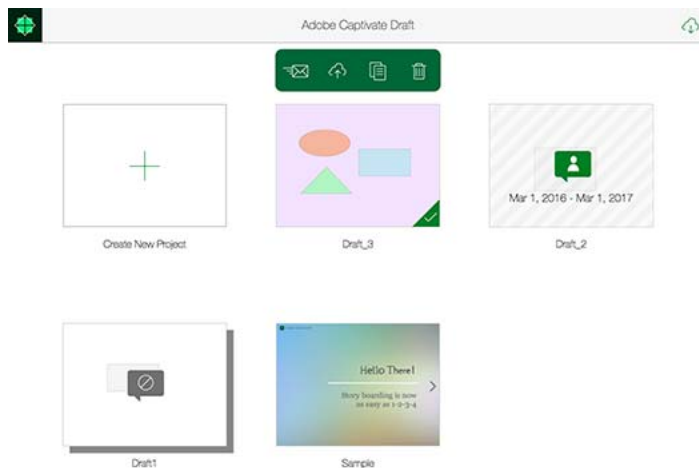 Adobe Captivate Draft
Mar 1, 2016 - Mar 1, 2017
Create New Project
Draft_3
Draft_2
Hello There!
Story boarding is now
as easy as 1-2-3-4
Draft1
Sample